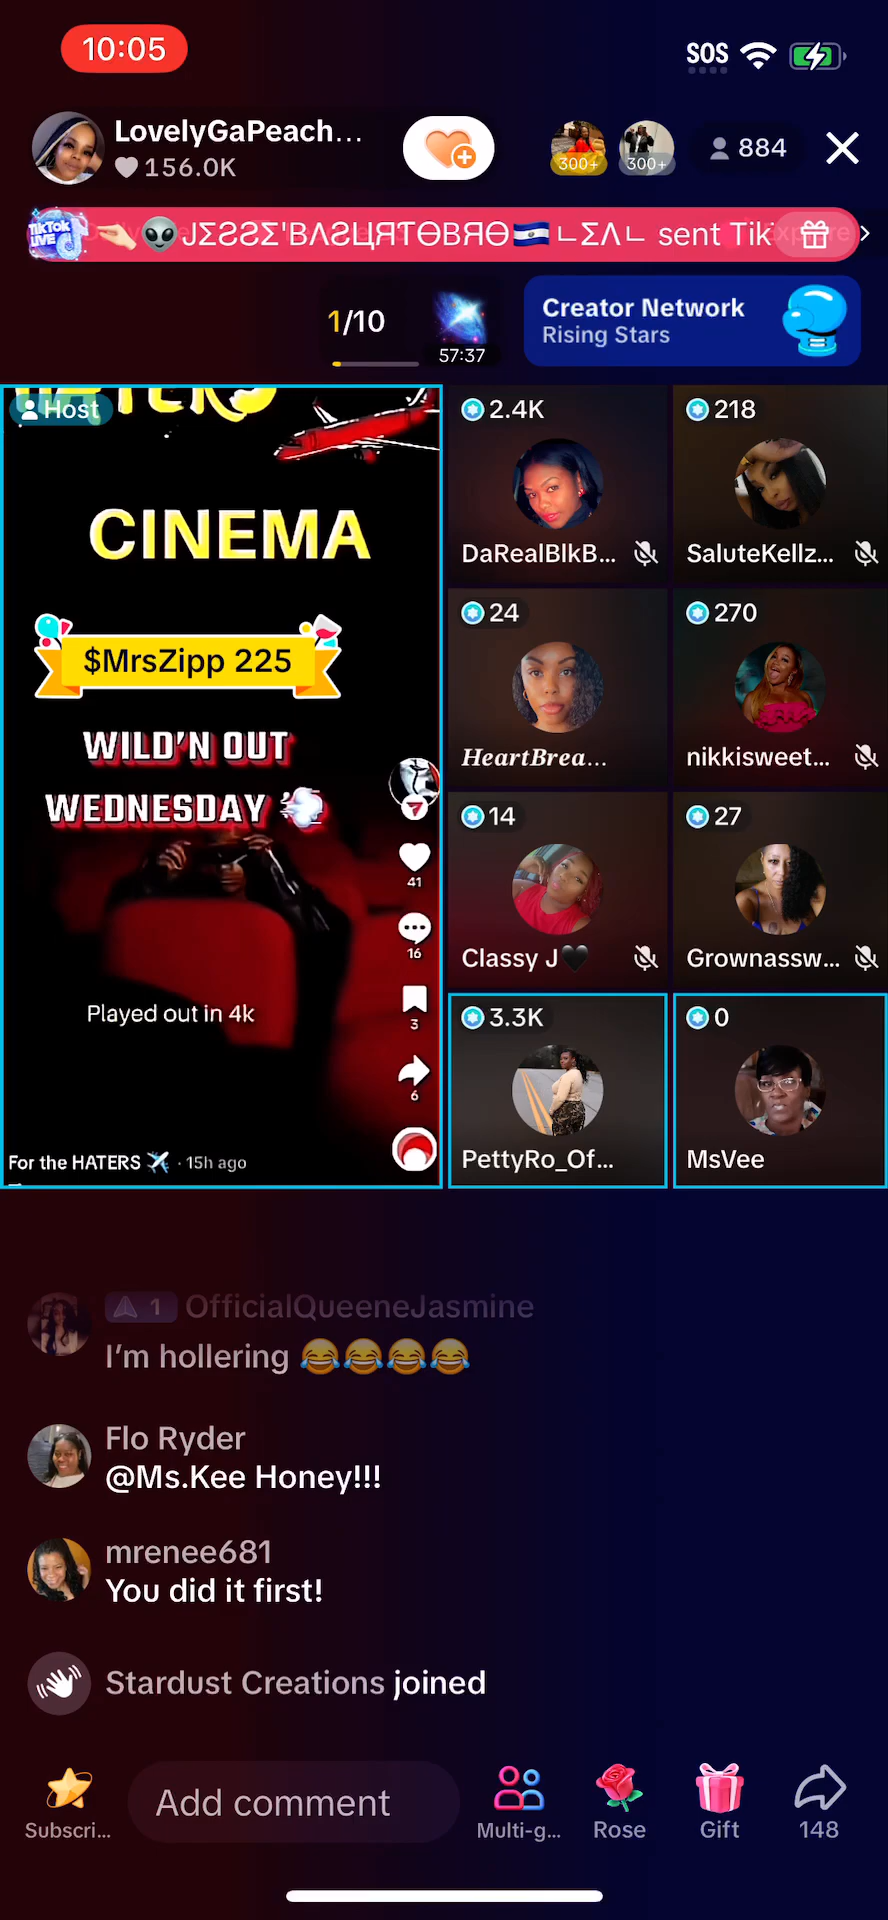 10:05
SOS
LovelyGaPeach...
156.0K
300+
300+
884
TikTok
LIVE
JΣƧƧΣ'BΛƧЦЯTӨBЯӨ🇸🇻ㄴΣΛㄴ sent Tik
1/10
57:37
Creator Network
Rising Stars
Host
CINEMA
$MrsZipp 225
WILD'N OUT
WEDNESDAY 💨
41
16
3
6
Played out in 4k
For the HATERS ✈️ · 15h ago
2.4K
DaRealBlkB...
218
SaluteKellz...
24
HeartBrea...
270
nikkisweet...
14
Classy J🖤
27
Grownassw...
3.3K
PettyRo_Of...
0
MsVee
1 OfficialQueeneJasmine
I'm hollering 😂😂😂😂
Flo Ryder
@Ms.Kee Honey!!!
mrenee681
You did it first!
Stardust Creations joined
Subscri...
Add comment
Multi-g...
Rose
Gift
148